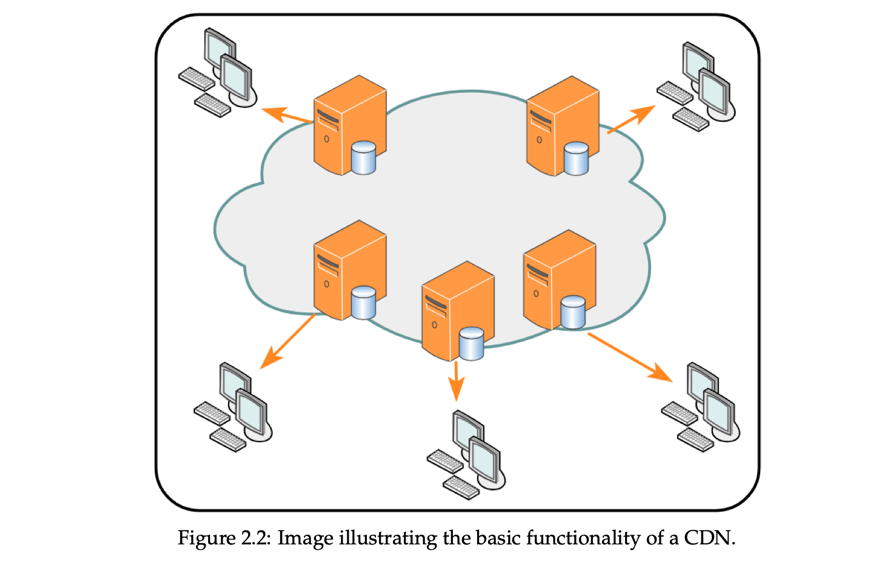 Figure 2.2: Image illustrating the basic functionality of a CDN.